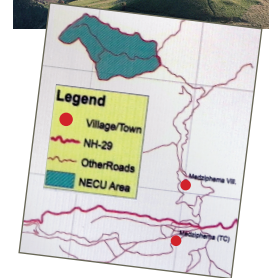 Legend
Village/Town
NH-29
OtherRoads
NECU Area
Medziphema Vill.
Medziphema (TC)